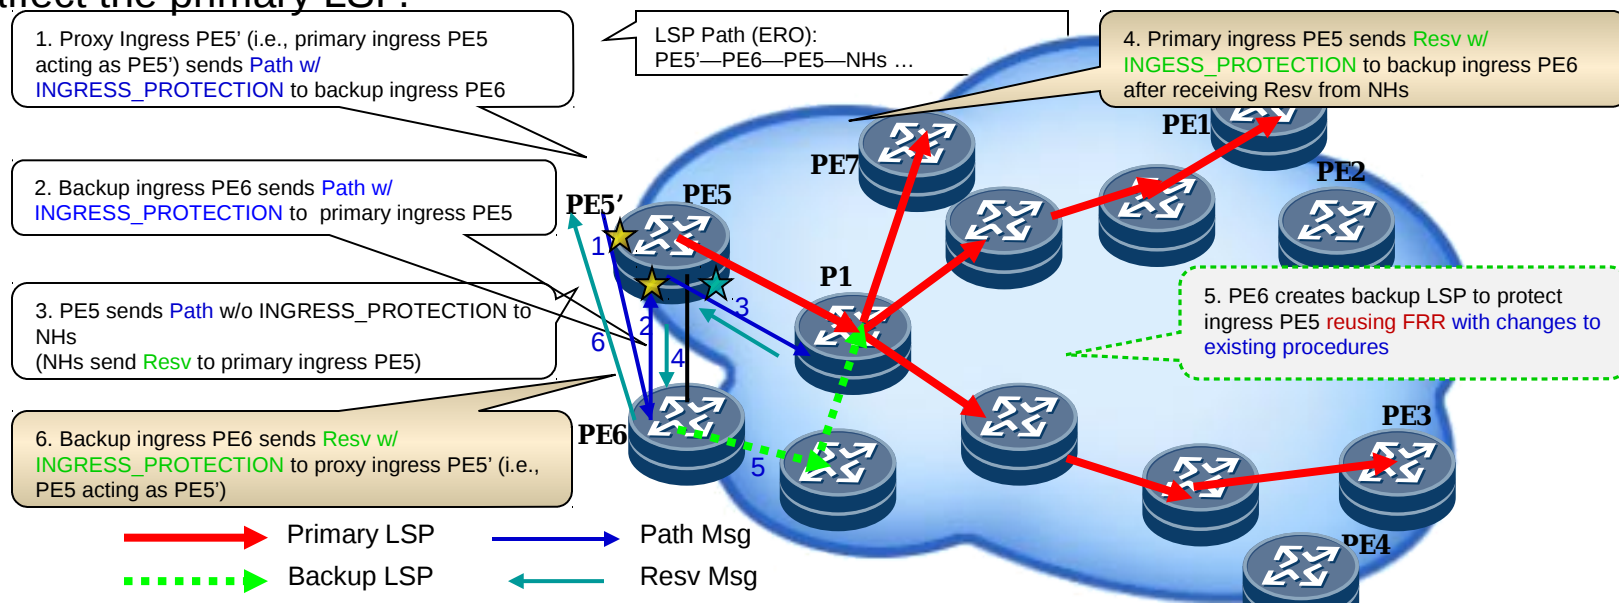 affect the primary LSP.
1. Proxy Ingress PE5’ (i.e., primary ingress PE5
acting as PE5’) sends Path w/
INGRESS_PROTECTION to backup ingress PE6
LSP Path (ERO):
PE5’—PE6—PE5—NHs …
4. Primary ingress PE5 sends Resv w/
INGESS_PROTECTION to backup ingress PE6
after receiving Resv from NHs
2. Backup ingress PE6 sends Path w/
INGRESS_PROTECTION to primary ingress PE5
3. PE5 sends Path w/o INGRESS_PROTECTION to
NHs
(NHs send Resv to primary ingress PE5)
6. Backup ingress PE6 sends Resv w/
INGRESS_PROTECTION to proxy ingress PE5’ (i.e.,
PE5 acting as PE5’)
5. PE6 creates backup LSP to protect
ingress PE5 reusing FRR with changes to
existing procedures
PE5’
PE5
PE7
PE1
PE2
P1
PE6
PE3
PE4
1
2
3
4
6
5
Primary LSP
Path Msg
Backup LSP
Resv Msg